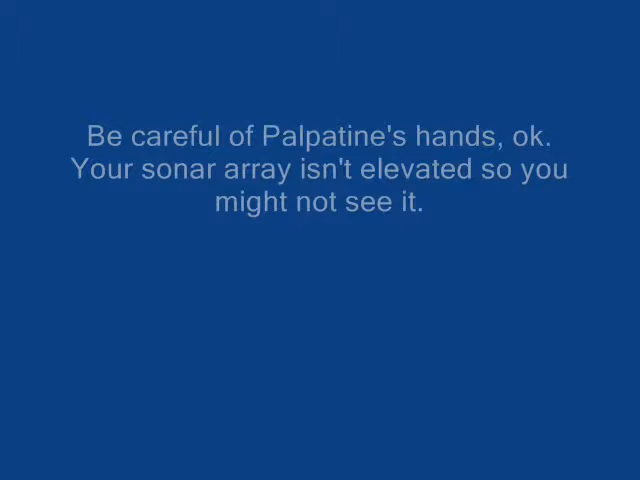 Be careful of Palpatine's hands, ok.
Your sonar array isn't elevated so you
might not see it.